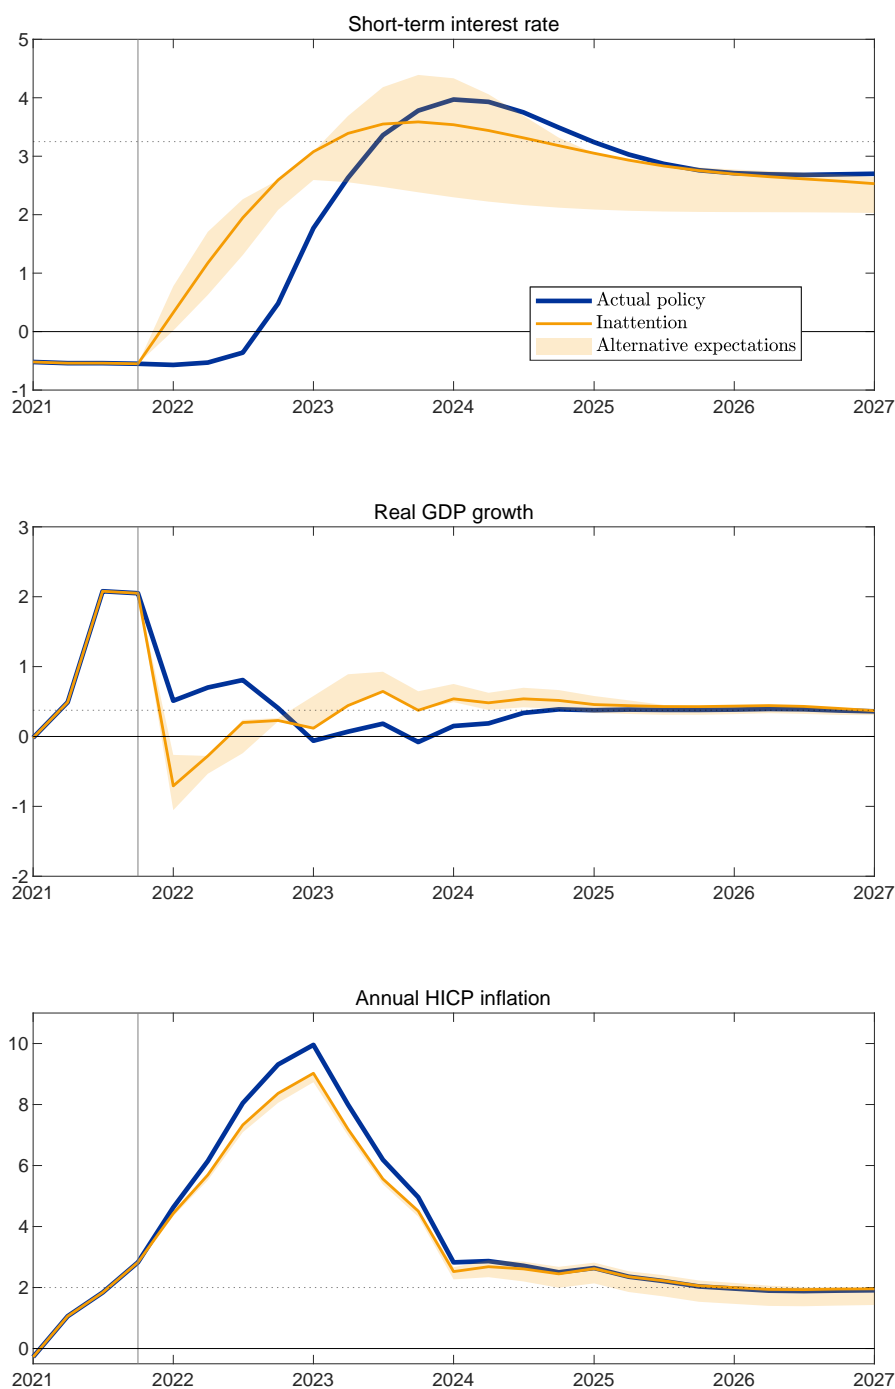 Short-term interest rate
5
4
3
2
1
0
-1
2021 2022 2023 2024 2025 2026 2027
Actual policy
Inattention
Alternative expectations
Real GDP growth
3
2
1
0
-1
-2
2021 2022 2023 2024 2025 2026 2027
Annual HICP inflation
10
8
6
4
2
0
2021 2022 2023 2024 2025 2026 2027